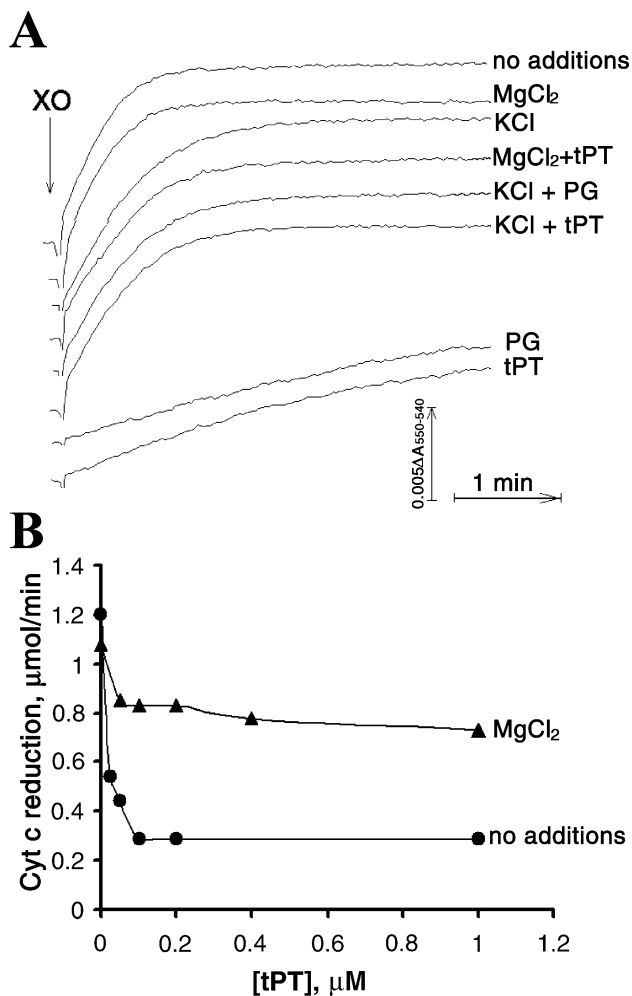 A
XO
no additions
MgCl₂
KCl
MgCl₂+tPT
KCl + PG
KCl + tPT
PG
tPT
0.005ΔA550-540
1 min
B
Cyt c reduction, μmol/min
1.4
1.2
1
0.8
0.6
0.4
0.2
0
MgCl₂
no additions
0 0.2 0.4 0.6 0.8 1 1.2
[tPT], μM